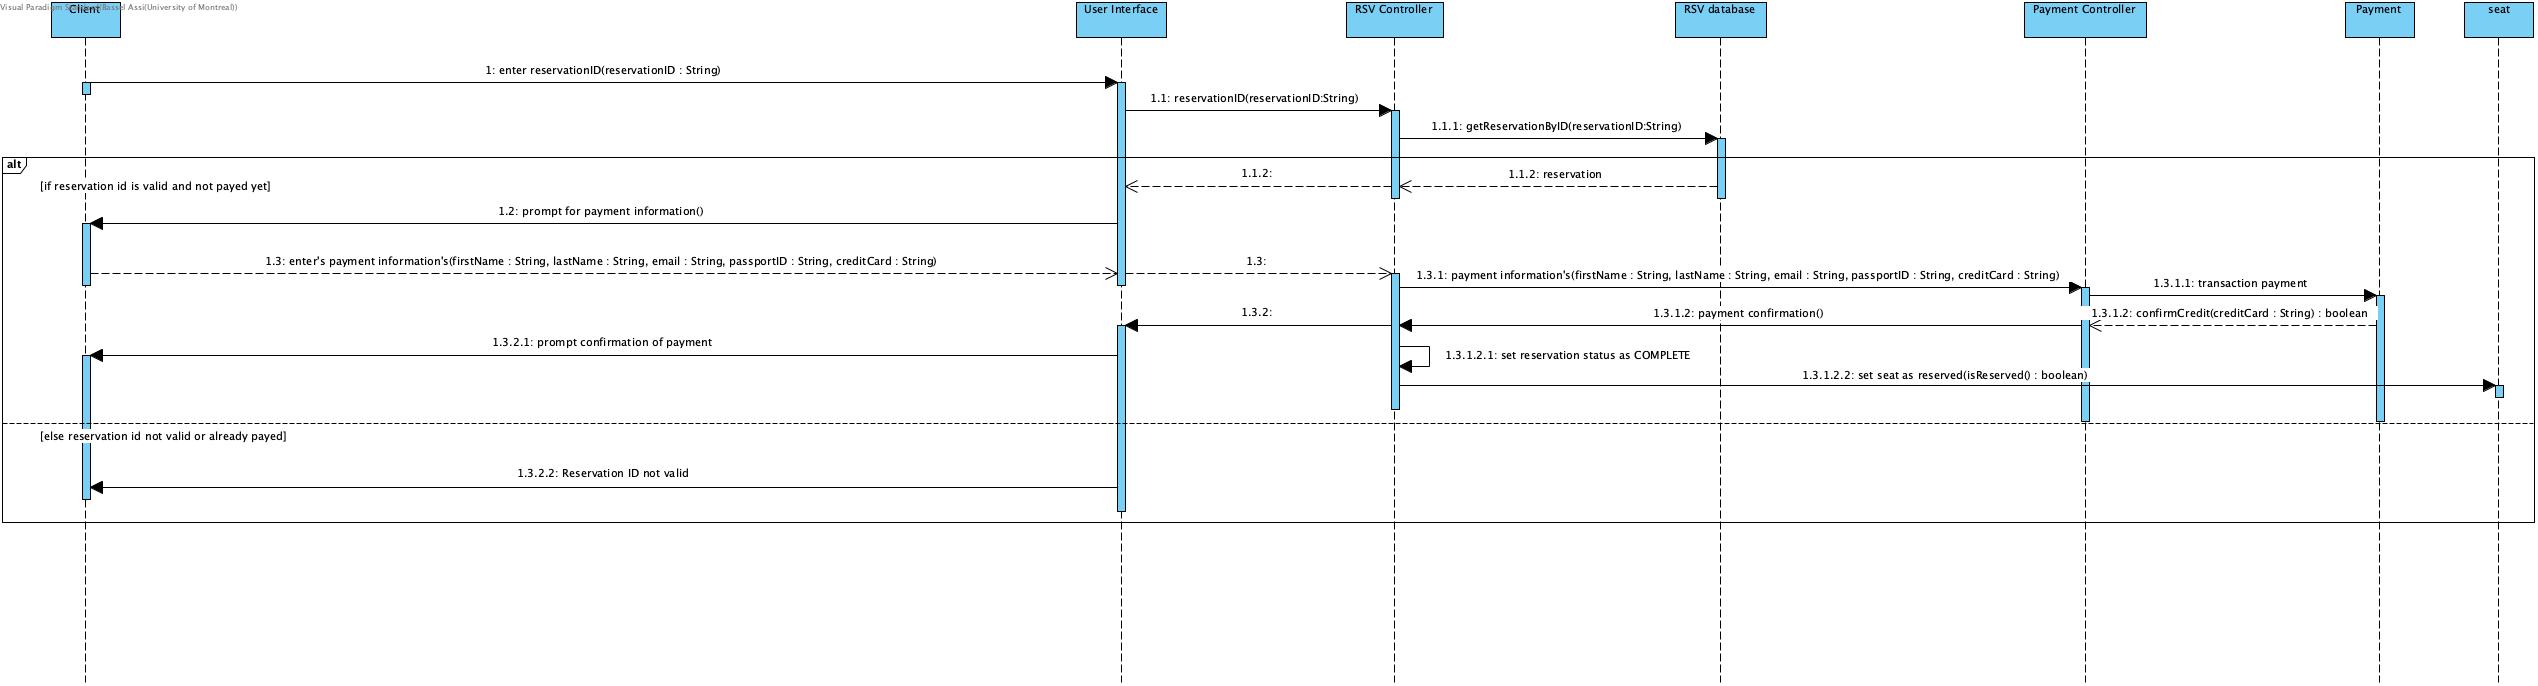 Visual Paradigm Standard(Bassel Assi(University of Montreal))
Client
User Interface
RSV Controller
RSV database
Payment Controller
Payment
seat
1: enter reservationID(reservationID : String)
1.1: reservationID(reservationID:String)
1.1.1: getReservationByID(reservationID:String)
alt
[if reservation id is valid and not payed yet]
1.1.2:
1.1.2: reservation
1.2: prompt for payment information()
1.3: enter's payment information's(firstName : String, lastName : String, email : String, passportID : String, creditCard : String)
1.3:
1.3.1: payment information's(firstName : String, lastName : String, email : String, passportID : String, creditCard : String)
1.3.1.1: transaction payment
1.3.2:
1.3.1.2: payment confirmation()
1.3.1.2: confirmCredit(creditCard : String) : boolean
1.3.2.1: prompt confirmation of payment
1.3.1.2.1: set reservation status as COMPLETE
1.3.1.2.2: set seat as reserved(isReserved() : boolean)
[else reservation id not valid or already payed]
1.3.2.2: Reservation ID not valid